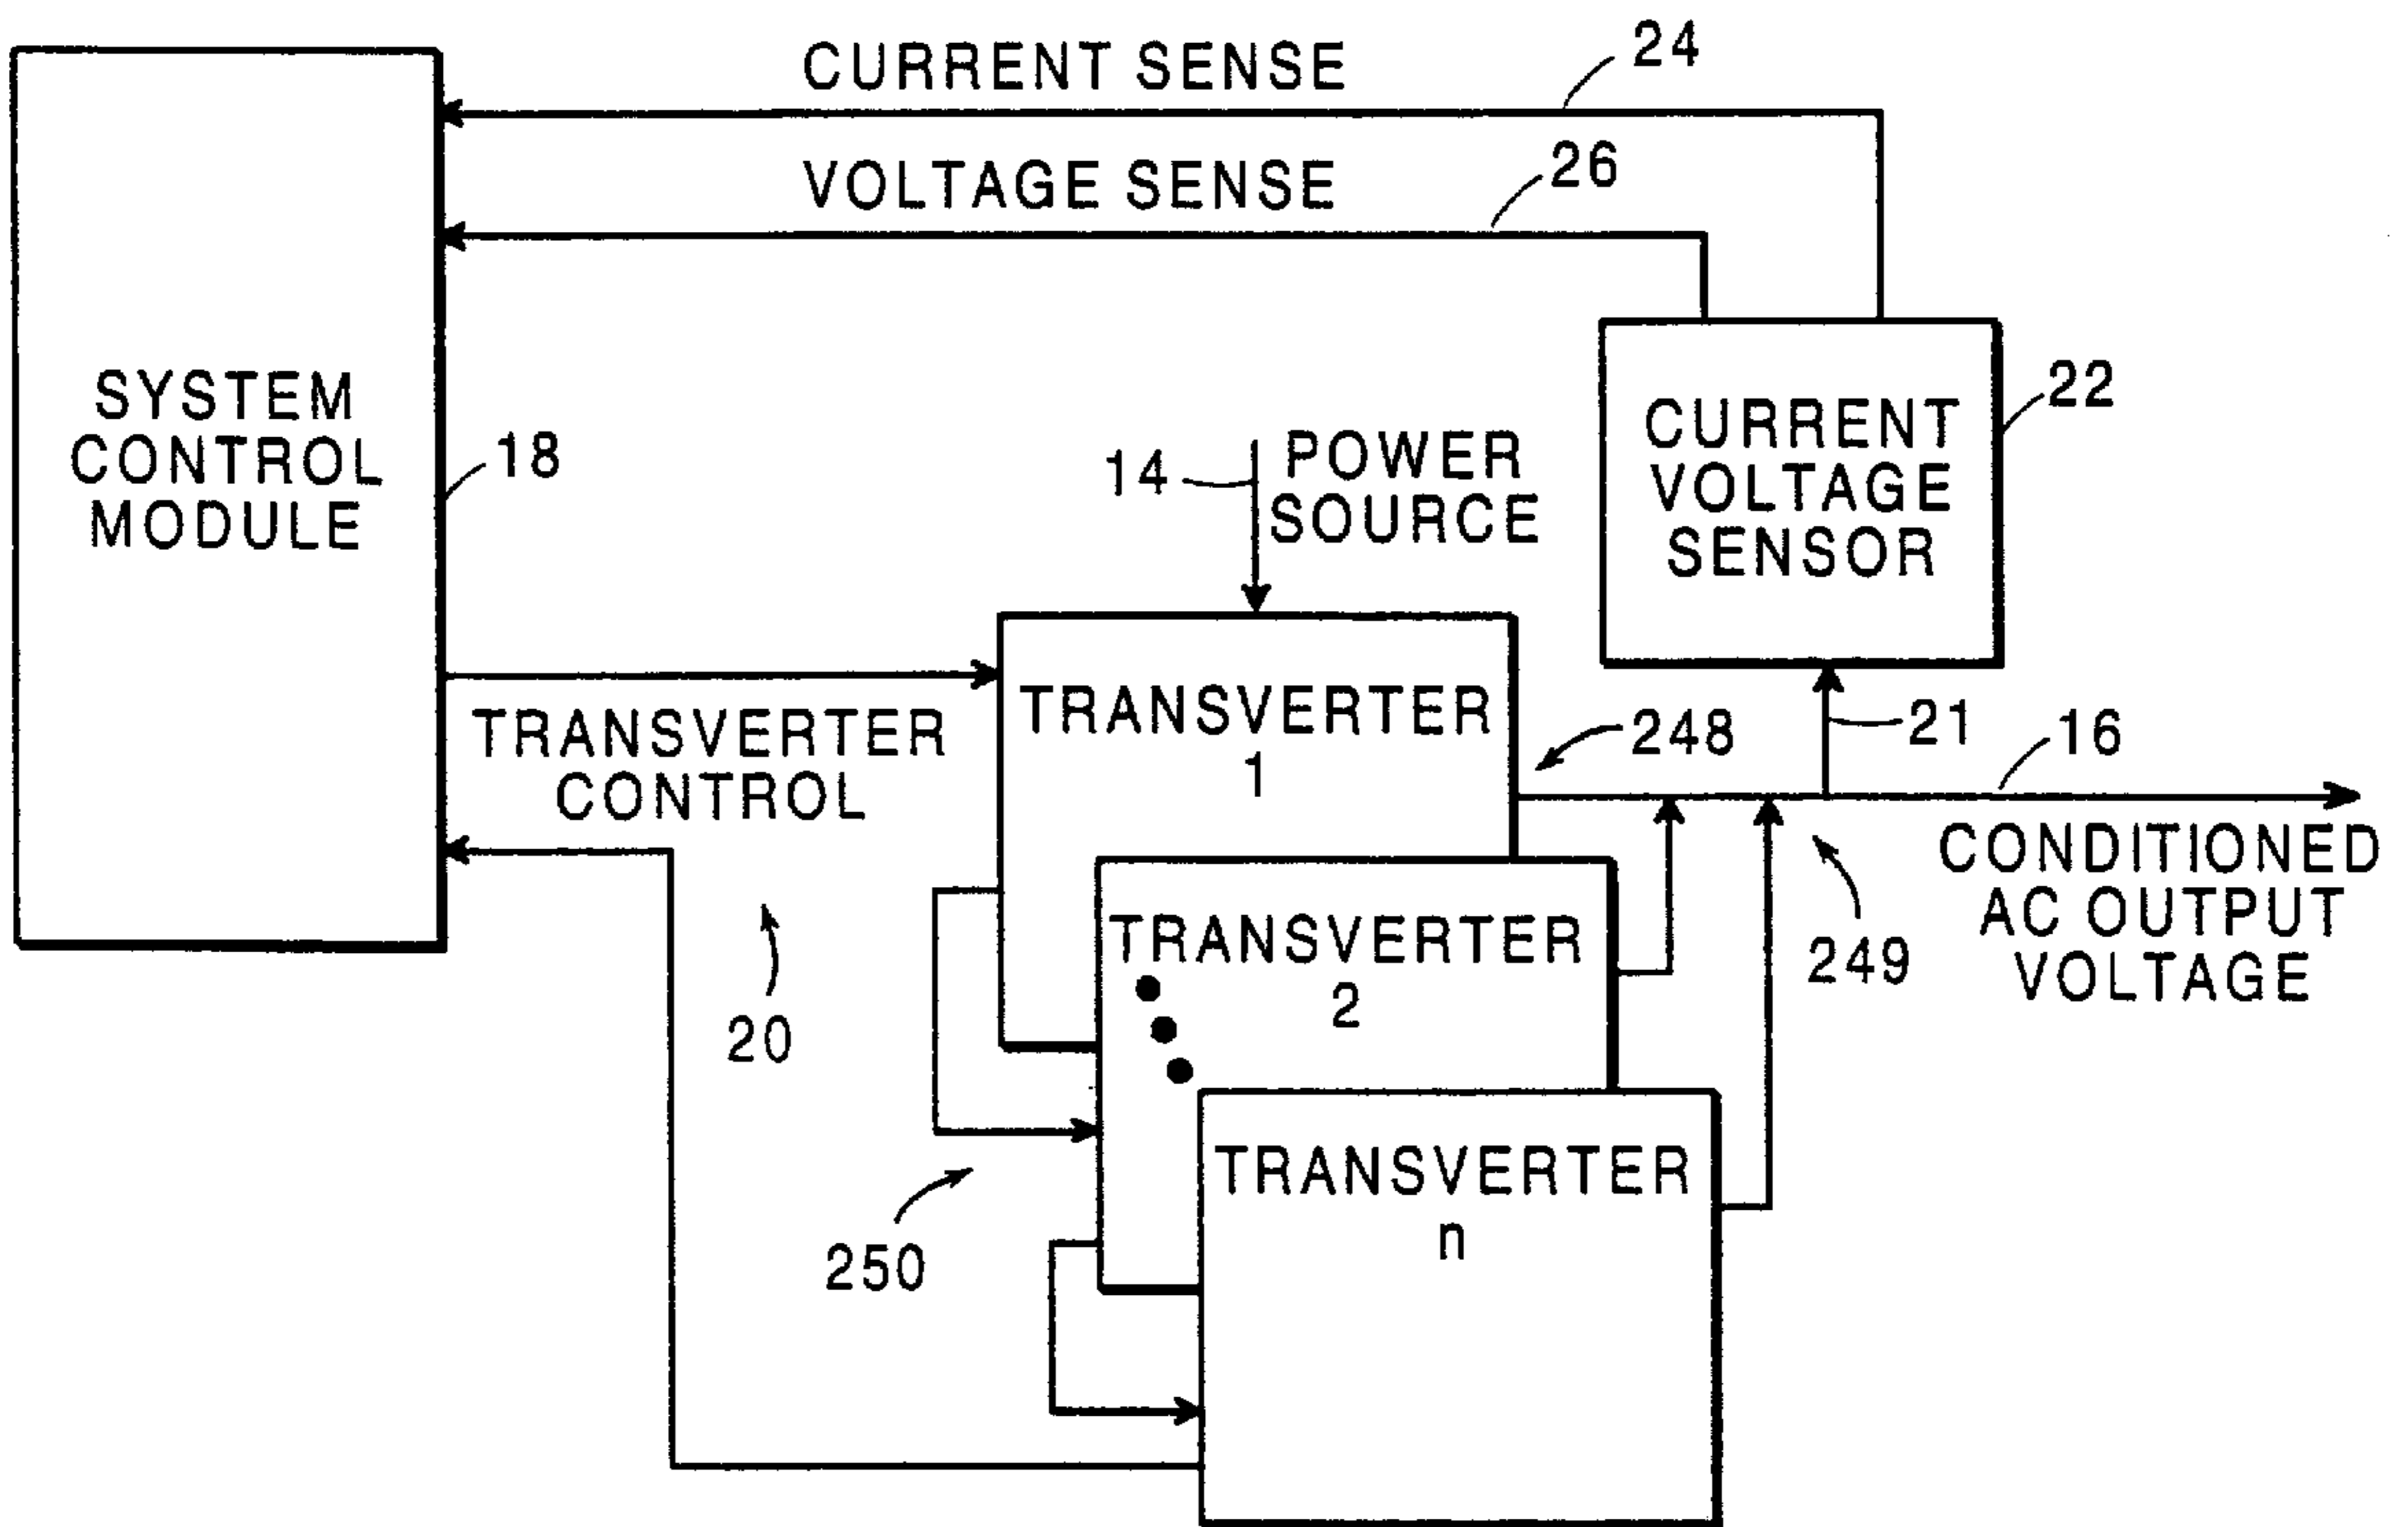 CURRENT SENSE
24
VOLTAGE SENSE
26
SYSTEM
CONTROL
MODULE
18
14
POWER
SOURCE
CURRENT
VOLTAGE
SENSOR
22
TRANSVERTER
CONTROL
20
TRANSVERTER
1
248
21
16
TRANSVERTER
2
249
CONDITIONED
AC OUTPUT
VOLTAGE
250
TRANSVERTER
n